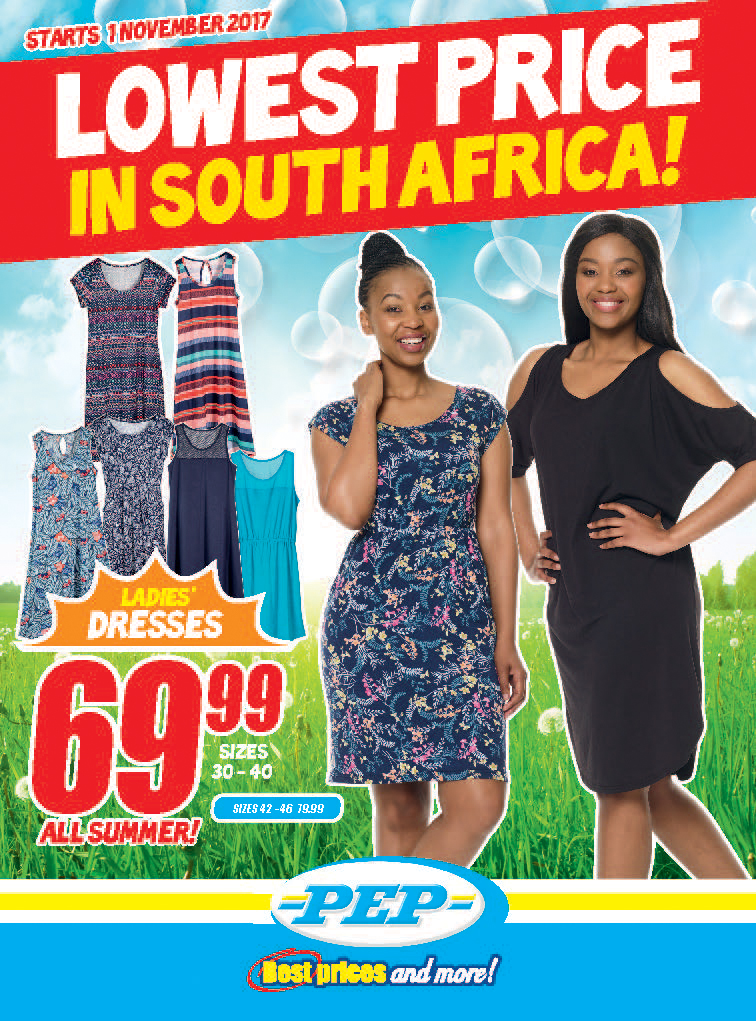 STARTS 1 NOVEMBER 2017
LOWEST PRICE
IN SOUTH AFRICA!
LADIES'
DRESSES
69 99
SIZES
30 - 40
SIZES 42 - 46 79.99
ALL SUMMER!
-PEP-
Best prices and more!